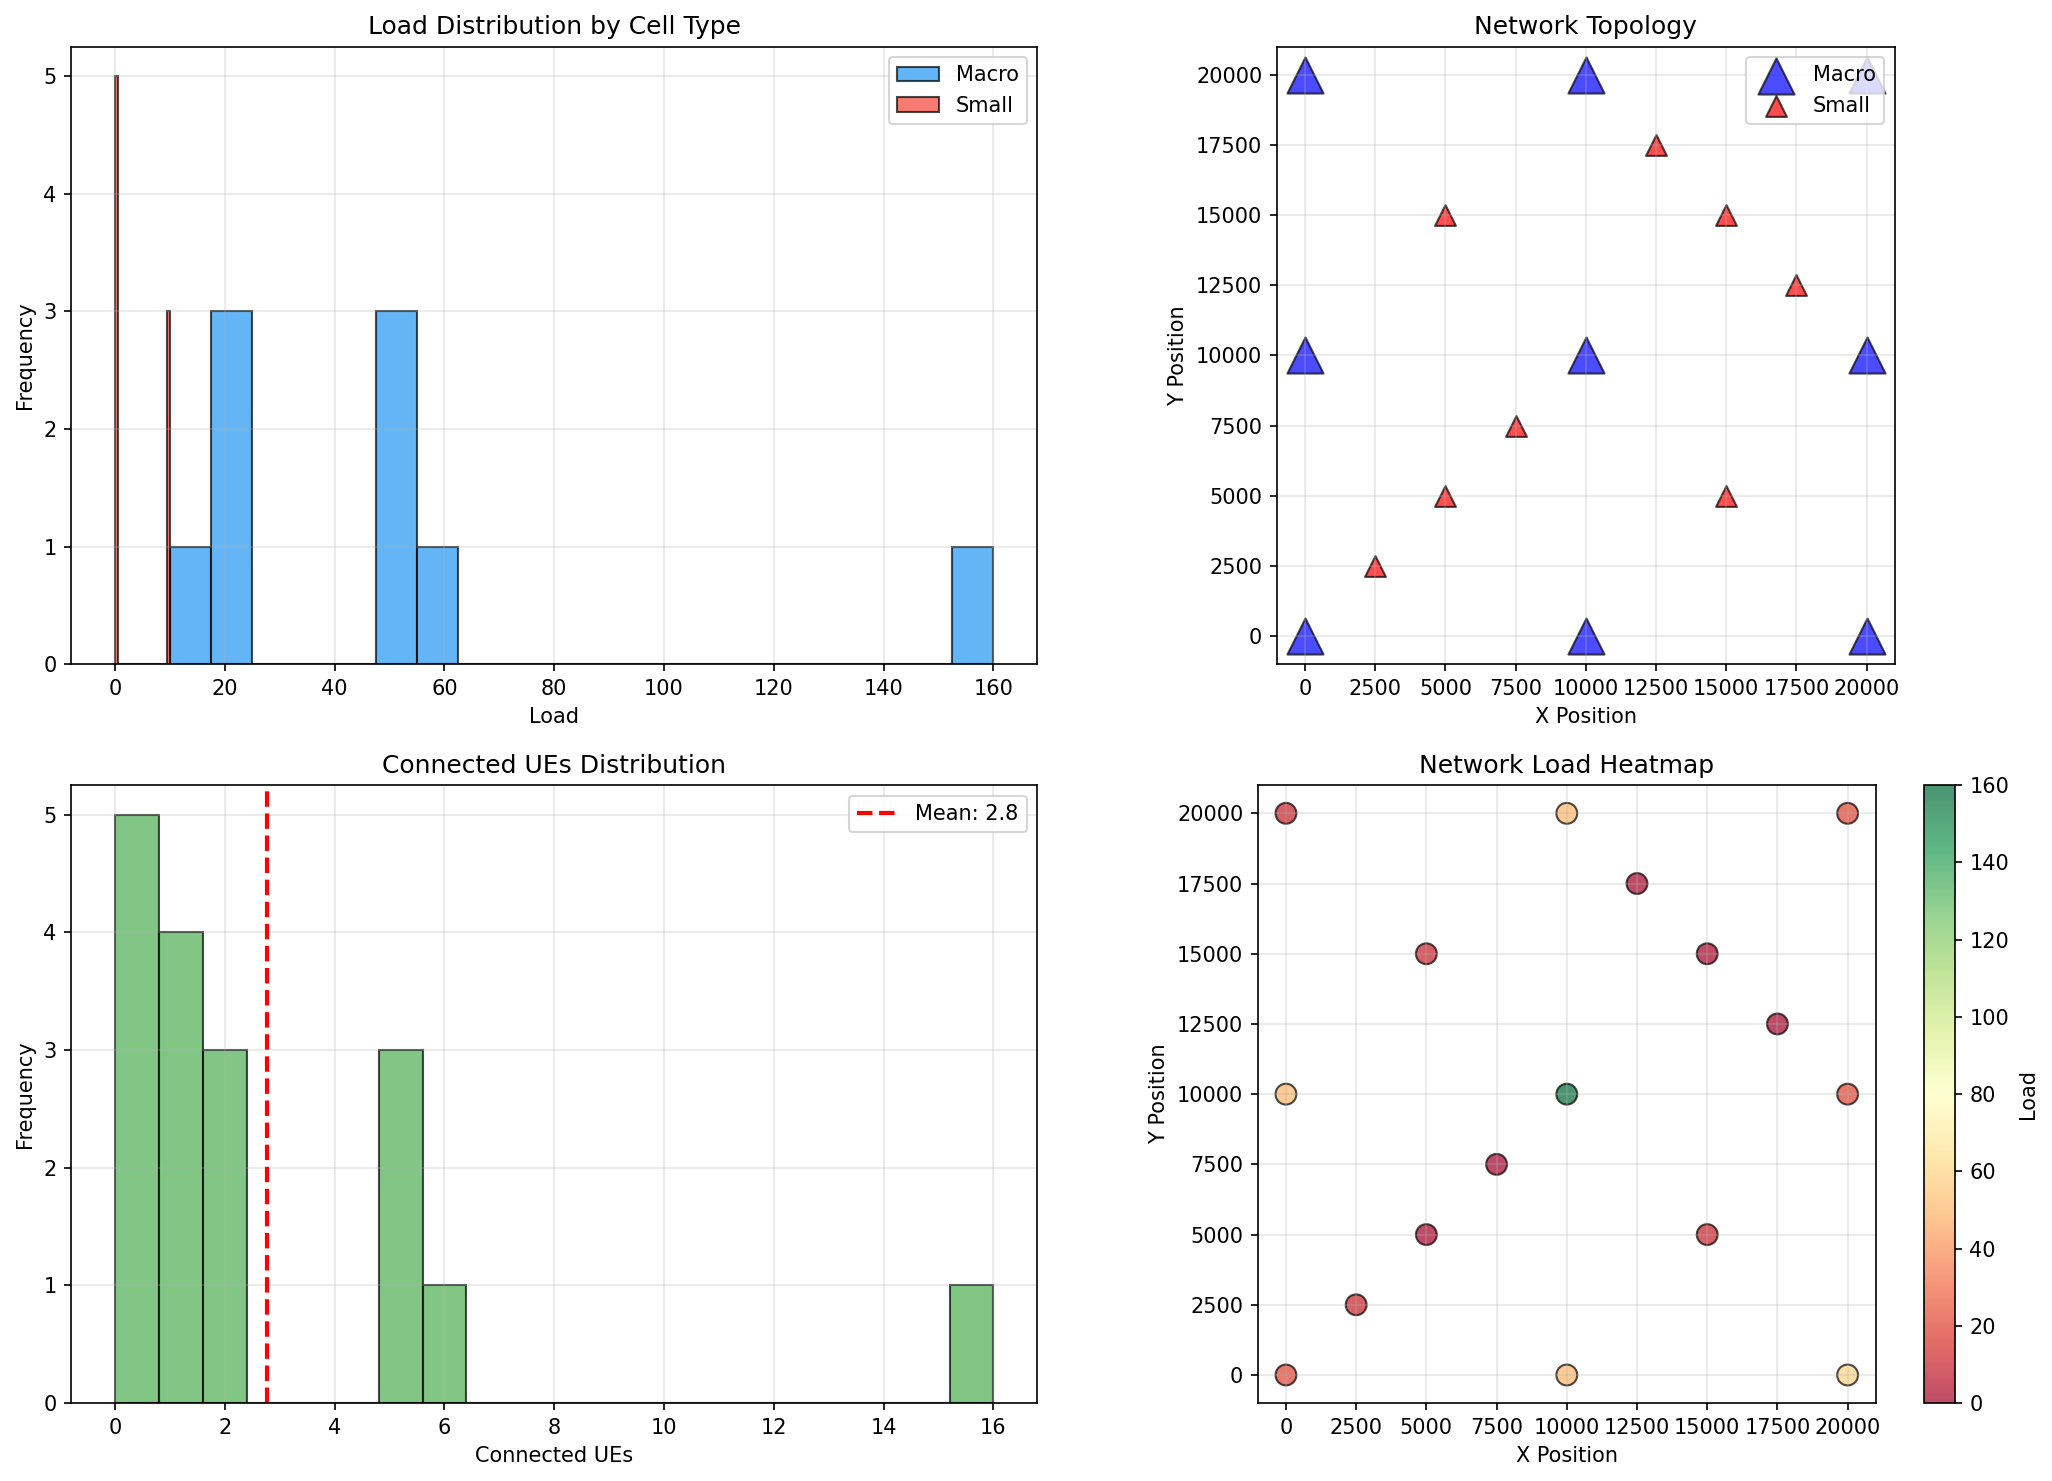 Load Distribution by Cell Type
Macro
Small
5
4
3
2
1
0
Frequency
0 20 40 60 80 100 120 140 160
Load
Network Topology
Macro
Small
20000
17500
15000
12500
10000
7500
5000
2500
0
Y Position
0 2500 5000 7500 10000 12500 15000 17500 20000
X Position
Connected UEs Distribution
Mean: 2.8
5
4
3
2
1
0
Frequency
0 2 4 6 8 10 12 14 16
Connected UEs
Network Load Heatmap
20000
17500
15000
12500
10000
7500
5000
2500
0
Y Position
0 2500 5000 7500 10000 12500 15000 17500 20000
X Position
160
140
120
100
80
60
40
20
0
Load